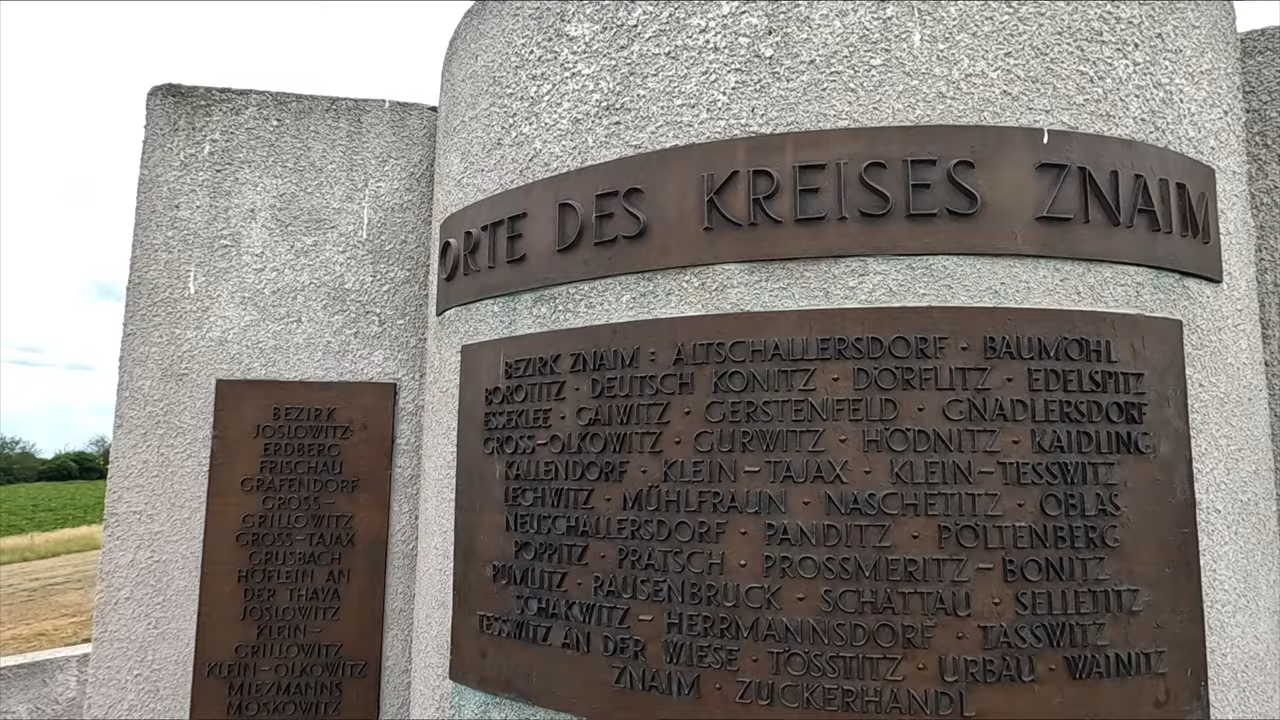 ORTE DES KREISES ZNAIM
BEZIRK ZNAIM : ALTSCHALLERSDORF · BAUMÖHL
BOROTITZ · DEUTSCH KONITZ · DÖRFLITZ · EDELSPITZ
ESSEKLEE · GAIWITZ · GERSTENFELD · GNADLERSDORF
GROSS-OLKOWITZ · GURWITZ · HÖDNITZ · KAIDLING
KALLENDORF · KLEIN-TAJAX · KLEIN-TESSWITZ
LECHWITZ · MÜHLFRAUN · NASCHETITZ · OBLAS
NEUSCHALLERSDORF · PANDITZ · PÖLTENBERG
POPPITZ · PRATSCH · PROSSMERITZ-BONITZ
PUMLITZ · RAUSENBRUCK · SCHATTAU · SELLETITZ
SCHAKWITZ-HERRMANNSDORF · TASSWITZ
TESSWITZ AN DER WIESE · TÖSSTITZ · URBAU · WAINITZ
ZNAIM · ZUCKERHANDL
BEZIRK
JOSLOWITZ:
ERDBERG
FRISCHAU
GRAFENDORF
GROSS-
GRILLOWITZ
GROSS-TAJAX
GRUSBACH
HÖFLEIN AN
DER THAYA
JOSLOWITZ
KLEIN-
GRILLOWITZ
KLEIN-OLKOWITZ
MIEZMANNS
MOSKOWITZ